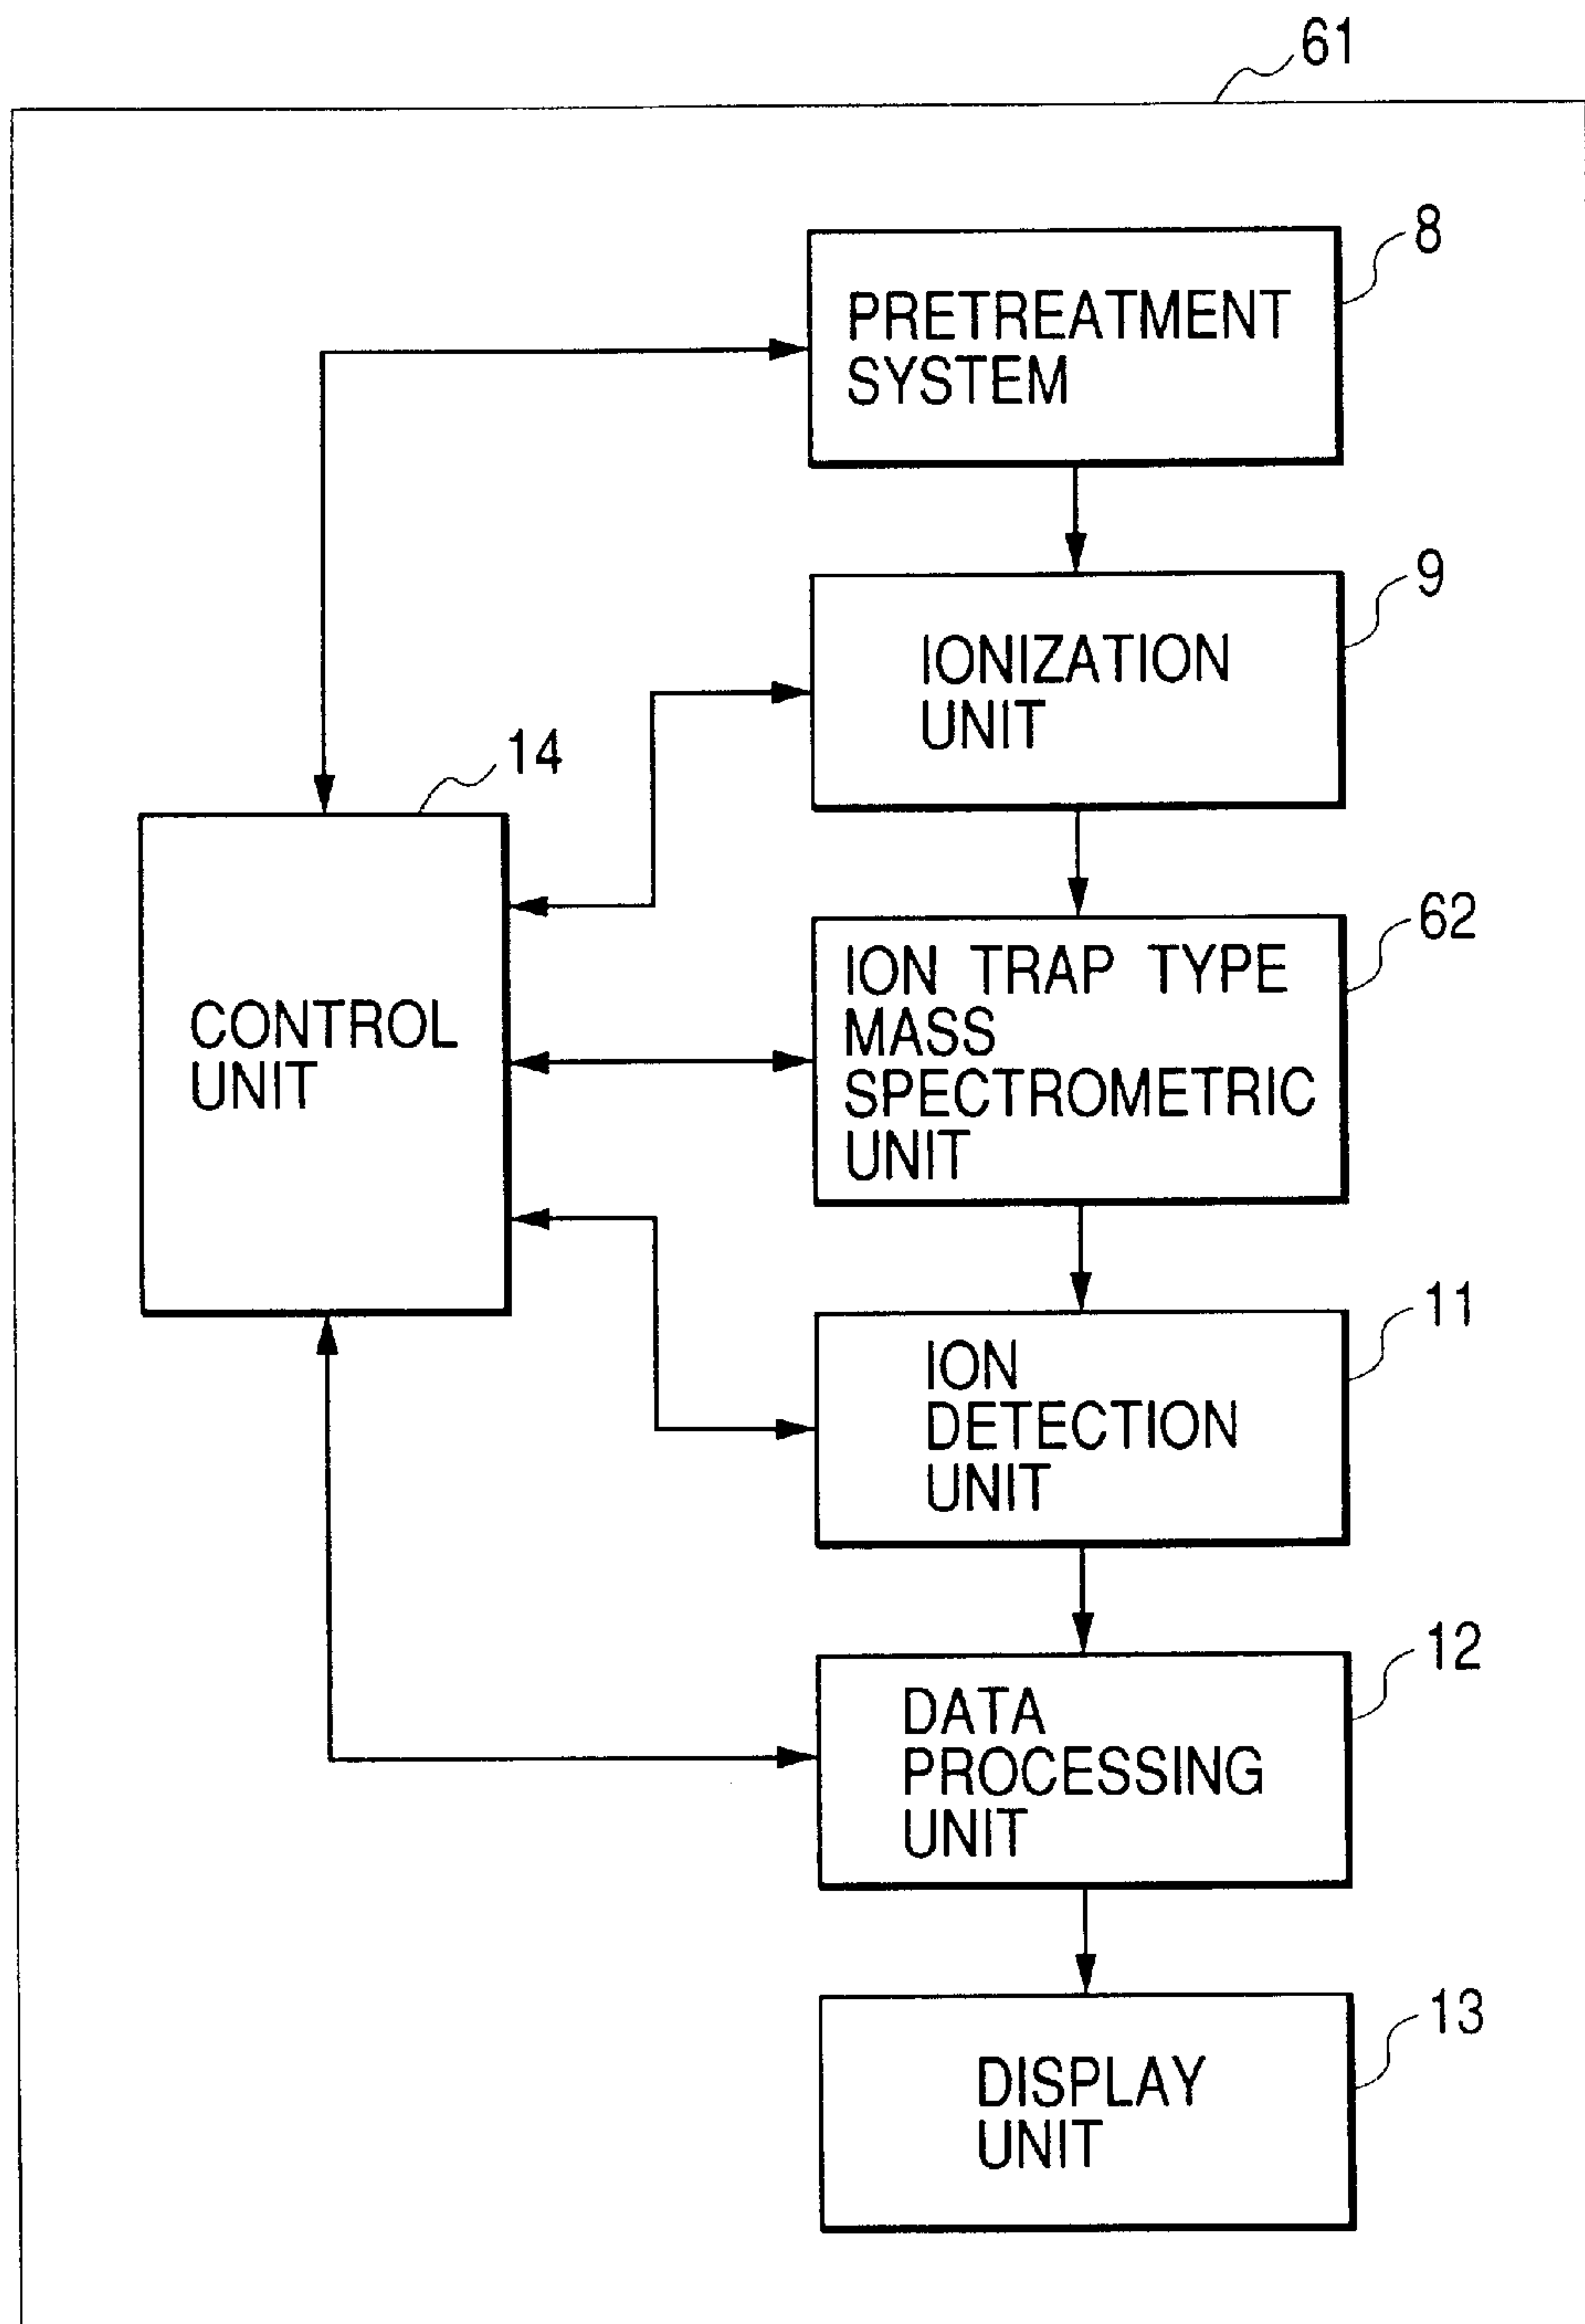 61
8
PRETREATMENT
SYSTEM
9
IONIZATION
UNIT
14
CONTROL
UNIT
62
ION TRAP TYPE
MASS
SPECTROMETRIC
UNIT
11
ION
DETECTION
UNIT
12
DATA
PROCESSING
UNIT
13
DISPLAY
UNIT